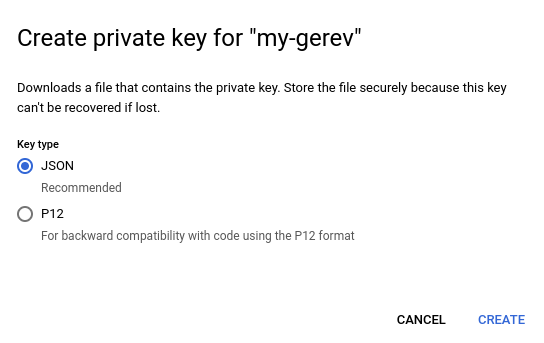 Create private key for "my-gerev"
Downloads a file that contains the private key. Store the file securely because this key
can't be recovered if lost.
Key type
JSON
Recommended
P12
For backward compatibility with code using the P12 format
CANCEL
CREATE